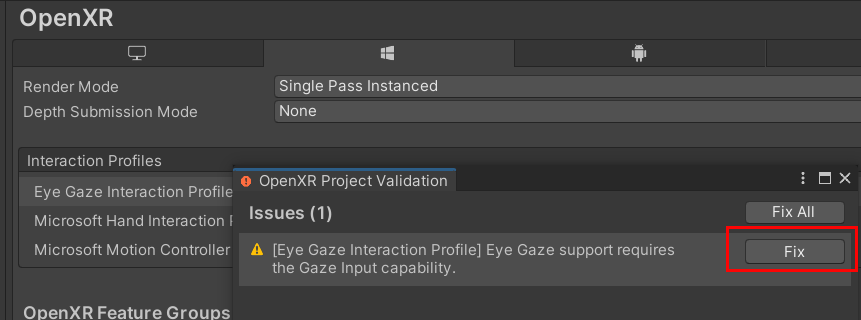 OpenXR
Render Mode
Single Pass Instanced
Depth Submission Mode
None
Interaction Profiles
Eye Gaze Interaction Profile
Microsoft Hand Interaction
Microsoft Motion Controller
OpenXR Feature Groups
OpenXR Project Validation
Issues (1)
Fix All
[Eye Gaze Interaction Profile] Eye Gaze support requires
the Gaze Input capability.
Fix